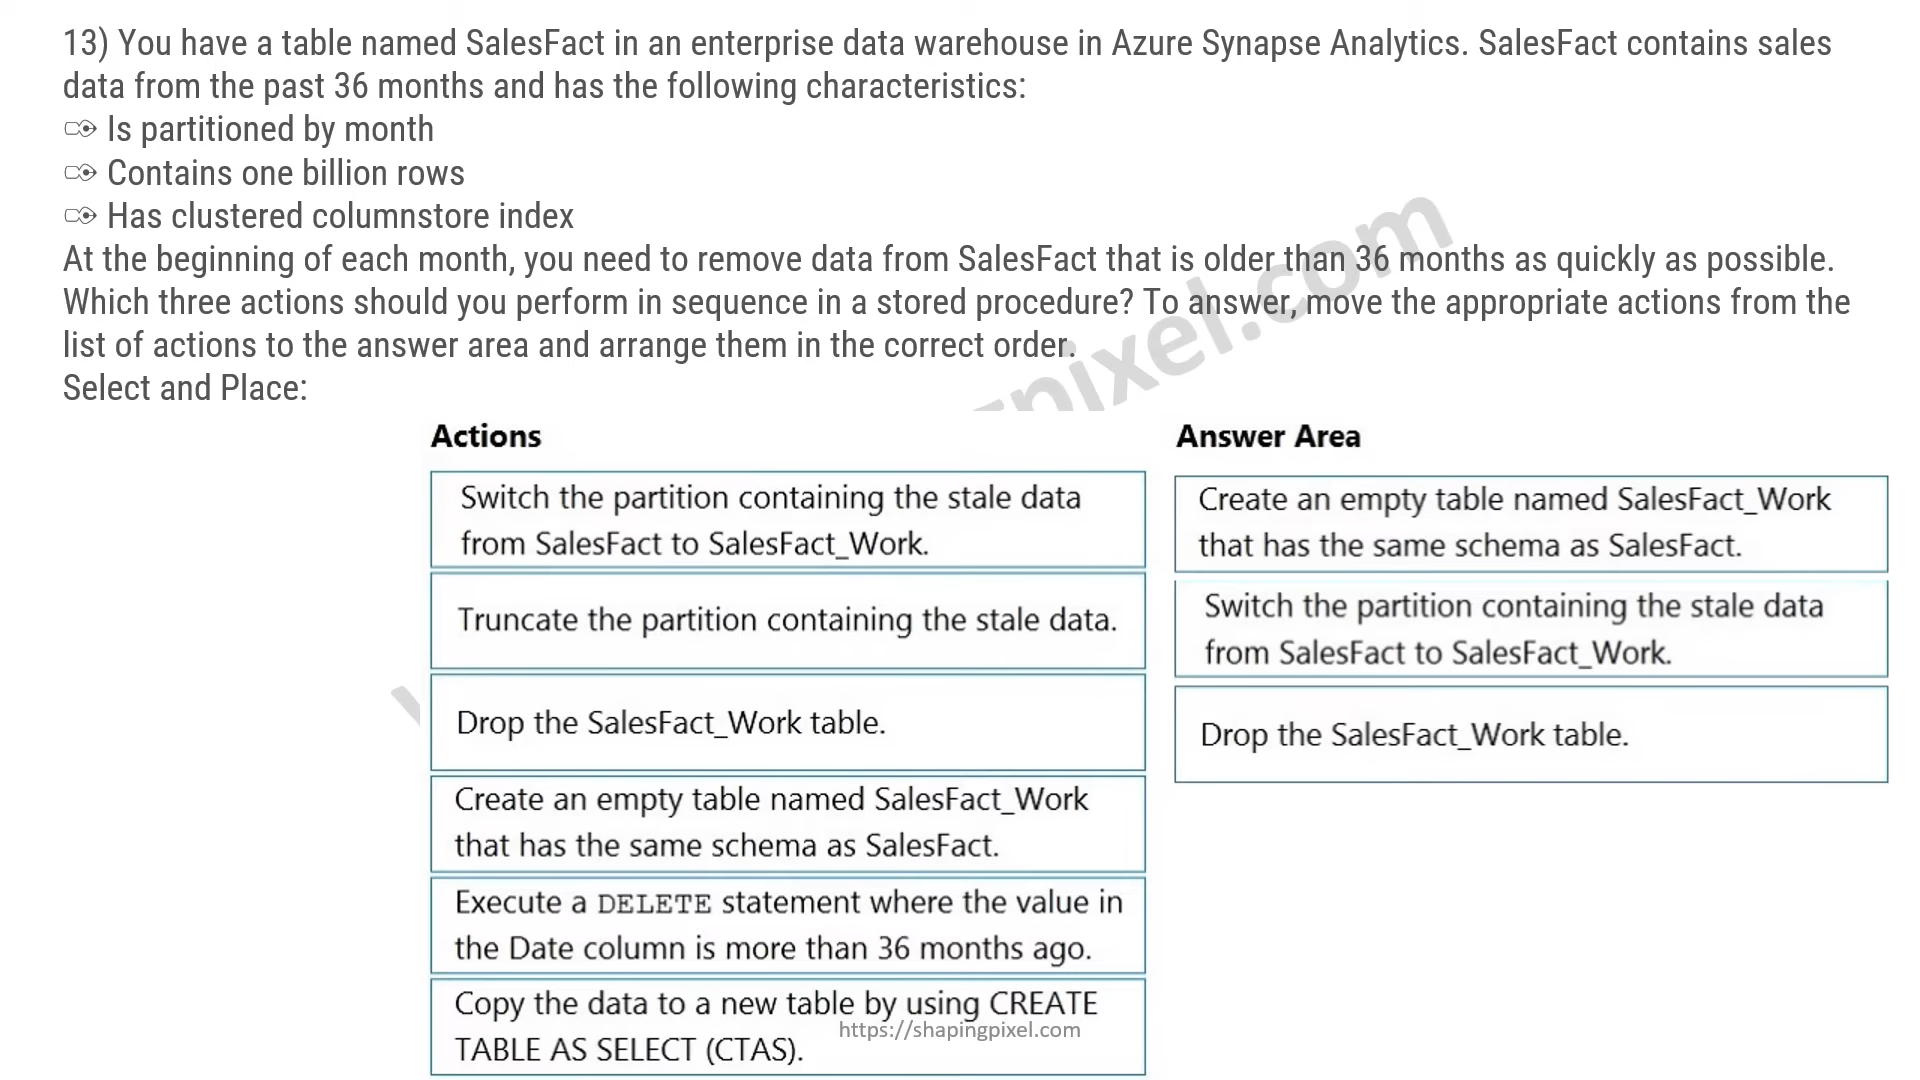 13) You have a table named SalesFact in an enterprise data warehouse in Azure Synapse Analytics. SalesFact contains sales
data from the past 36 months and has the following characteristics:
Is partitioned by month
Contains one billion rows
Has clustered columnstore index
At the beginning of each month, you need to remove data from SalesFact that is older than 36 months as quickly as possible.
Which three actions should you perform in sequence in a stored procedure? To answer, move the appropriate actions from the
list of actions to the answer area and arrange them in the correct order.
Select and Place:
Actions
Switch the partition containing the stale data
from SalesFact to SalesFact_Work.
Truncate the partition containing the stale data.
Drop the SalesFact_Work table.
Create an empty table named SalesFact_Work
that has the same schema as SalesFact.
Execute a DELETE statement where the value in
the Date column is more than 36 months ago.
Copy the data to a new table by using CREATE
TABLE AS SELECT (CTAS).
Answer Area
Create an empty table named SalesFact_Work
that has the same schema as SalesFact.
Switch the partition containing the stale data
from SalesFact to SalesFact_Work.
Drop the SalesFact_Work table.
https://shapingpixel.com